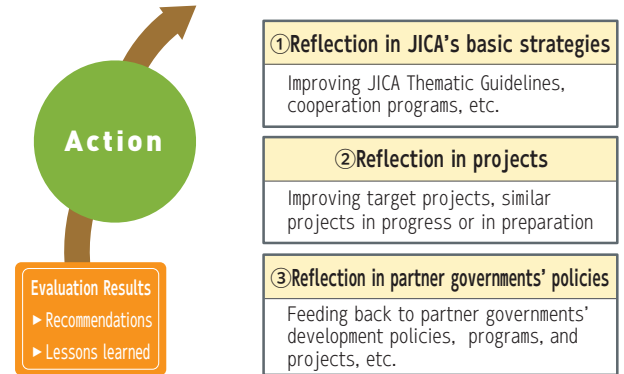 Action
Evaluation Results
▶ Recommendations
▶ Lessons learned
①Reflection in JICA's basic strategies
Improving JICA Thematic Guidelines,
cooperation programs, etc.
②Reflection in projects
Improving target projects, similar
projects in progress or in preparation
③Reflection in partner governments' policies
Feeding back to partner governments'
development policies, programs, and
projects, etc.